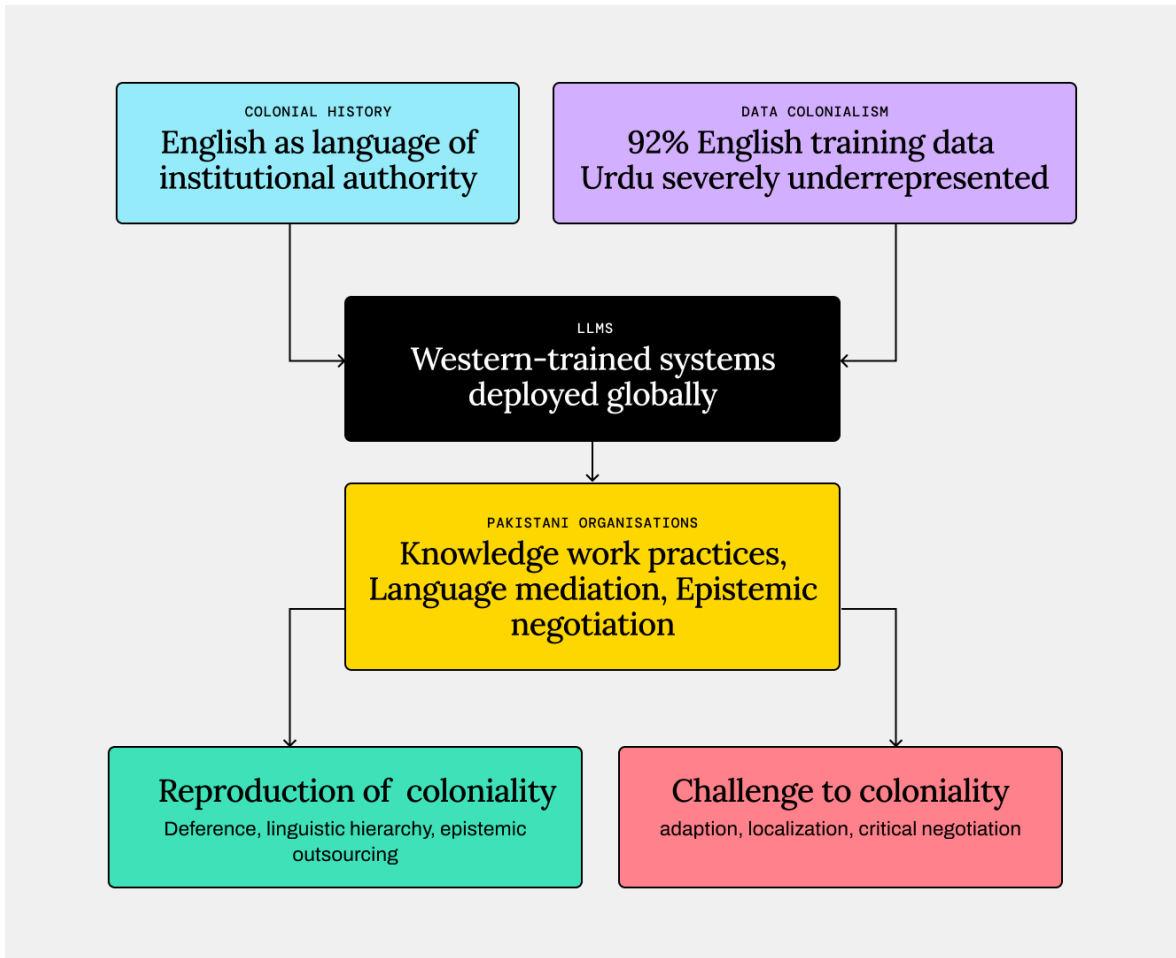 COLONIAL HISTORY
English as language of
institutional authority
DATA COLONIALISM
92% English training data
Urdu severely underrepresented
LLMS
Western-trained systems
deployed globally
PAKISTANI ORGANISATIONS
Knowledge work practices,
Language mediation, Epistemic
negotiation
Reproduction of  coloniality
Deference, linguistic hierarchy, epistemic
outsourcing
Challenge to coloniality
adaption, localization, critical negotiation